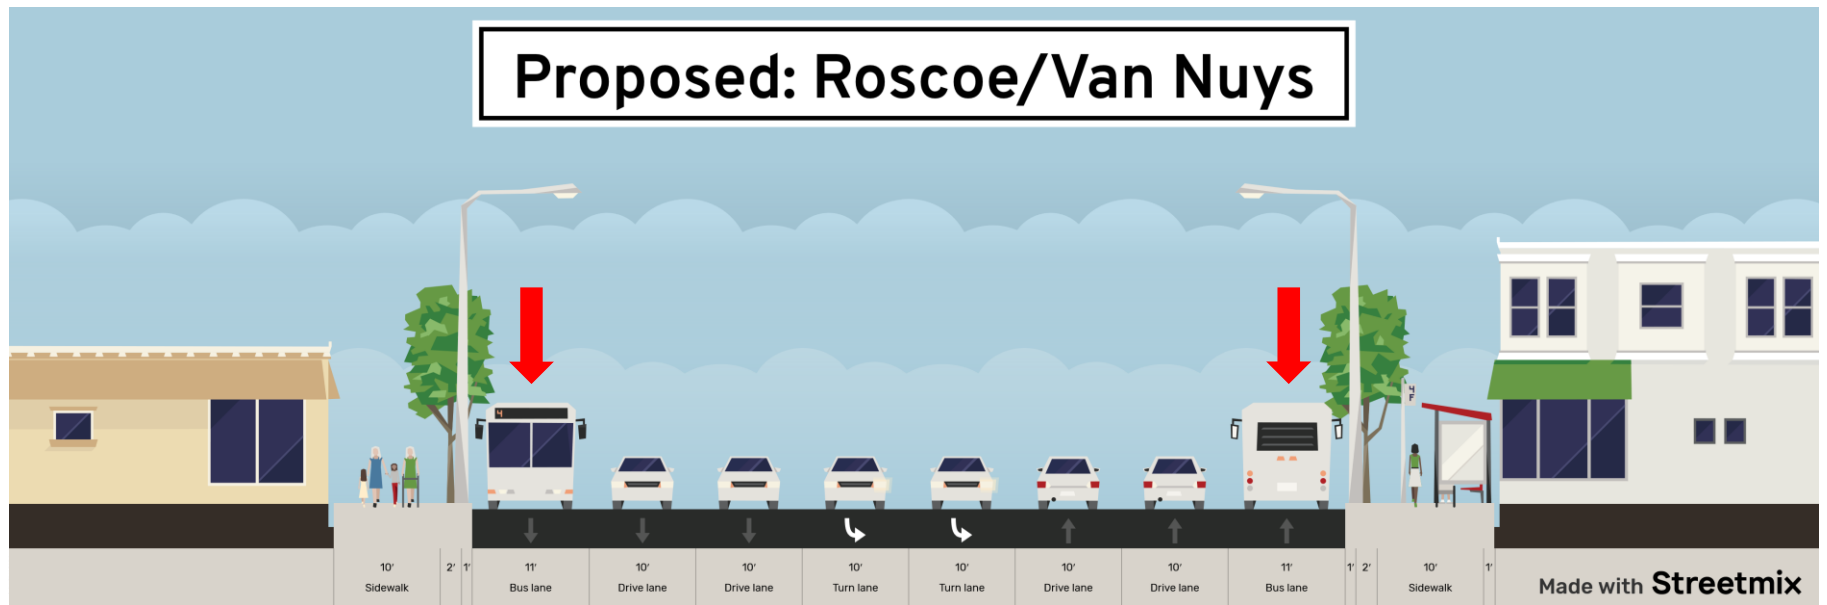 Proposed: Roscoe/Van Nuys
4
4
F
10' 2' 1' 11' 10' 10' 10' 10' 10' 10' 11' 1' 2' 10' 1'
Sidewalk Bus lane Drive lane Drive lane Turn lane Turn lane Drive lane Drive lane Bus lane Sidewalk
Made with Streetmix